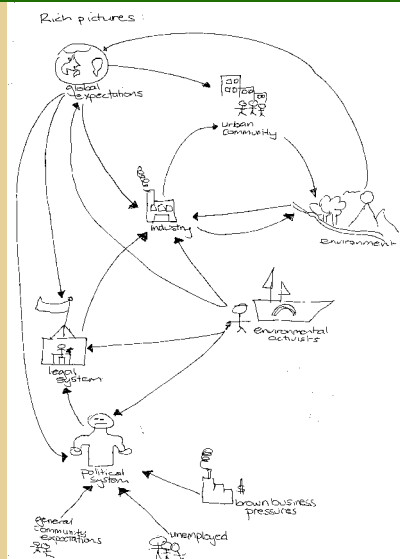 Rich pictures:
global
expectations
urban
community
industry
environment
environmental
activists
legal
system
political
system
$
brown business
pressures
general
community
expectations
unemployed